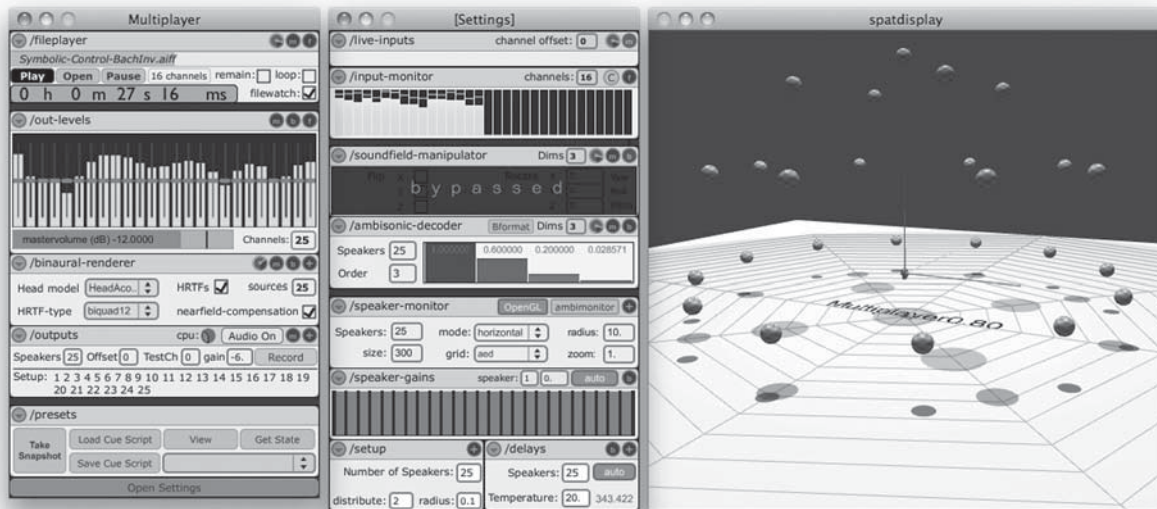 Multiplayer
/fileplayer
Symbolic-Control-BachInv.aiff
Play Open Pause 16 channels remain: loop:
0 h 0 m 27 s 16 ms filewatch:
/out-levels
mastervolume (dB) -12.0000 Channels: 25
/binaural-renderer
Head model HeadAco.. HRTFs sources 25
HRTF-type biquad12 nearfield-compensation
/outputs cpu: Audio On
Speakers 25 Offset 0 TestCh 0 gain -6. Record
Setup: 1 2 3 4 5 6 7 8 9 10 11 12 13 14 15 16 17 18 19
20 21 22 23 24 25
/presets
Take Snapshot
Load Cue Script View Get State
Save Cue Script
Open Settings
[Settings]
/live-inputs channel offset: 0
/input-monitor channels: 16
/soundfield-manipulator Dims 3
bypassed
/ambisonic-decoder Bformat Dims 3
Speakers 25 1.000000 0.600000 0.200000 0.028571
Order 3
/speaker-monitor OpenGL ambimonitor
Speakers: 25 mode: horizontal radius: 10.
size: 300 grid: aed zoom: 1.
/speaker-gains speaker: 1 0. auto
/setup
Number of Speakers: 25
distribute: 2 radius: 0.1
/delays
Speakers: 25 auto
Temperature: 20. 343.422
spatdisplay
Multiplayer0.80